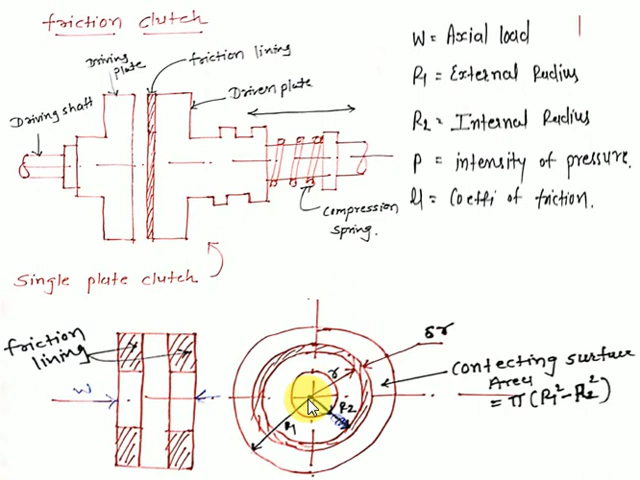 friction clutch
Driving plate
friction lining
Driven plate
Driving shaft
compression spring.
Single plate clutch
W = Axial load
R1 = External Radius
R2 = Internal Radius
P = intensity of pressure.
μ = Coeffi of friction.
friction lining
W
δr
r
R1
R2
Contecting surface
Area
= π(R1² - R2²)